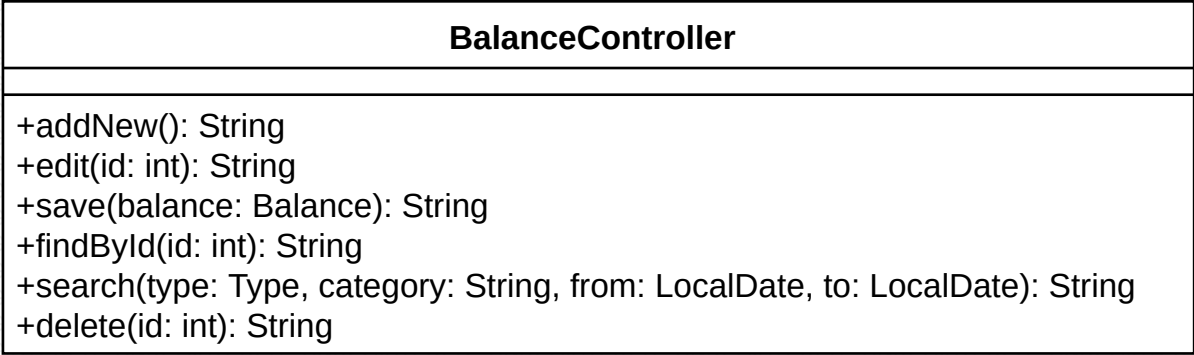 BalanceController
+addNew(): String
+edit(id: int): String
+save(balance: Balance): String
+findById(id: int): String
+search(type: Type, category: String, from: LocalDate, to: LocalDate): String
+delete(id: int): String